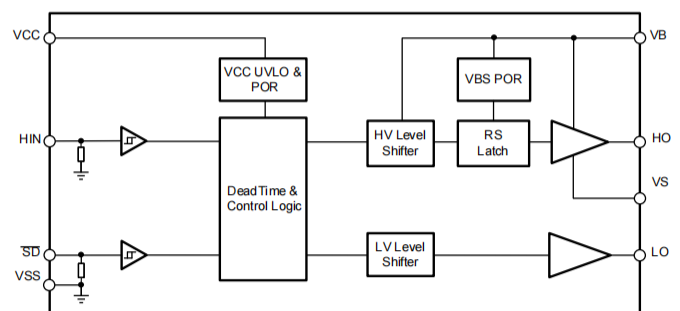 VCC
VB
VCC UVLO &
POR
VBS POR
HIN
HV Level
Shifter
RS
Latch
HO
VS
DeadTime &
Control Logic
SD
LV Level
Shifter
LO
VSS